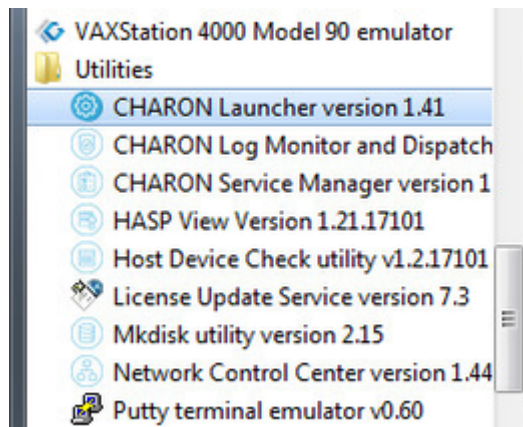 VAXStation 4000 Model 90 emulator
Utilities
CHARON Launcher version 1.41
CHARON Log Monitor and Dispatch
CHARON Service Manager version 1
HASP View Version 1.21.17101
Host Device Check utility v1.2.17101
License Update Service version 7.3
Mkdisk utility version 2.15
Network Control Center version 1.44
Putty terminal emulator v0.60